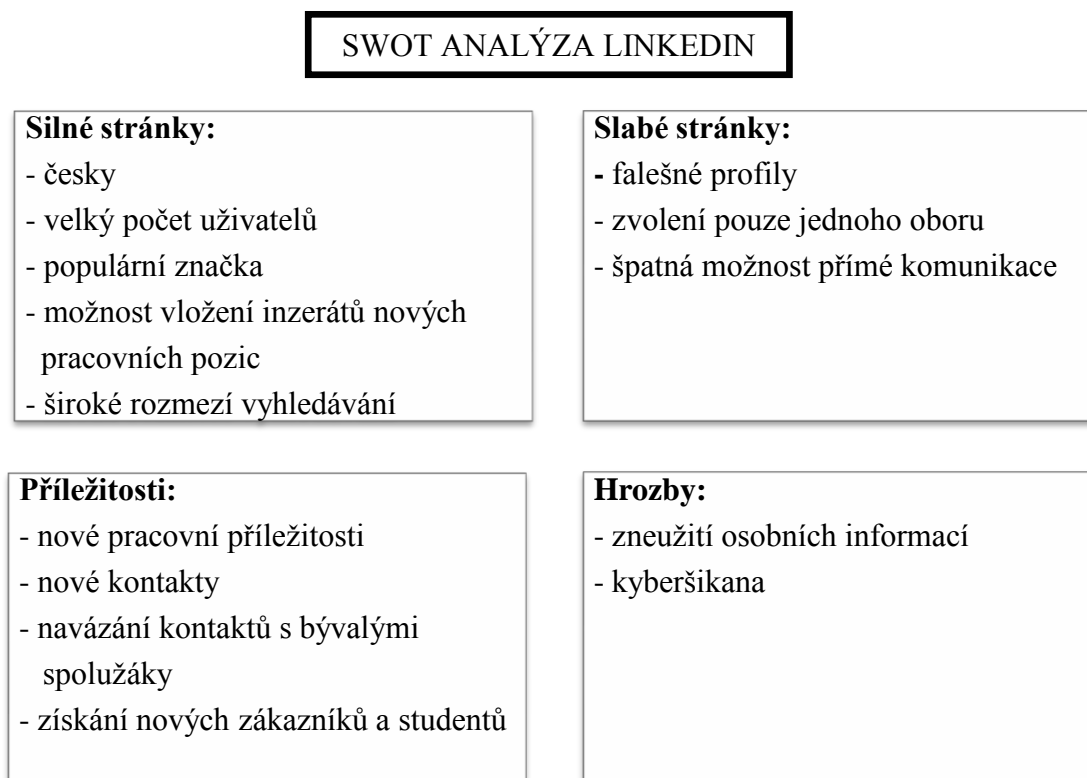 SWOT ANALÝZA LINKEDIN
Silné stránky:
- česky
- velký počet uživatelů
- populární značka
- možnost vložení inzerátů nových
pracovních pozic
- široké rozmezí vyhledávání
Slabé stránky:
- falešné profily
- zvolení pouze jednoho oboru
- špatná možnost přímé komunikace
Příležitosti:
- nové pracovní příležitosti
- nové kontakty
- navázání kontaktů s bývalými
spolužáky
- získání nových zákazníků a studentů
Hrozby:
- zneužití osobních informací
- kyberšikana